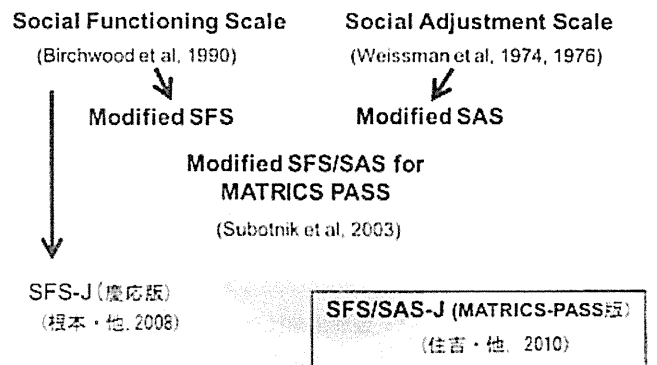 Social Functioning Scale
(Birchwood et al, 1990)
Social Adjustment Scale
(Weissman et al, 1974, 1976)
Modified SFS
Modified SAS
Modified SFS/SAS for
MATRICS PASS
(Subotnik et al, 2003)
SFS-J (慶応版)
(根本・他, 2008)
SFS/SAS-J (MATRICS-PASS版)
(住吉・他, 2010)